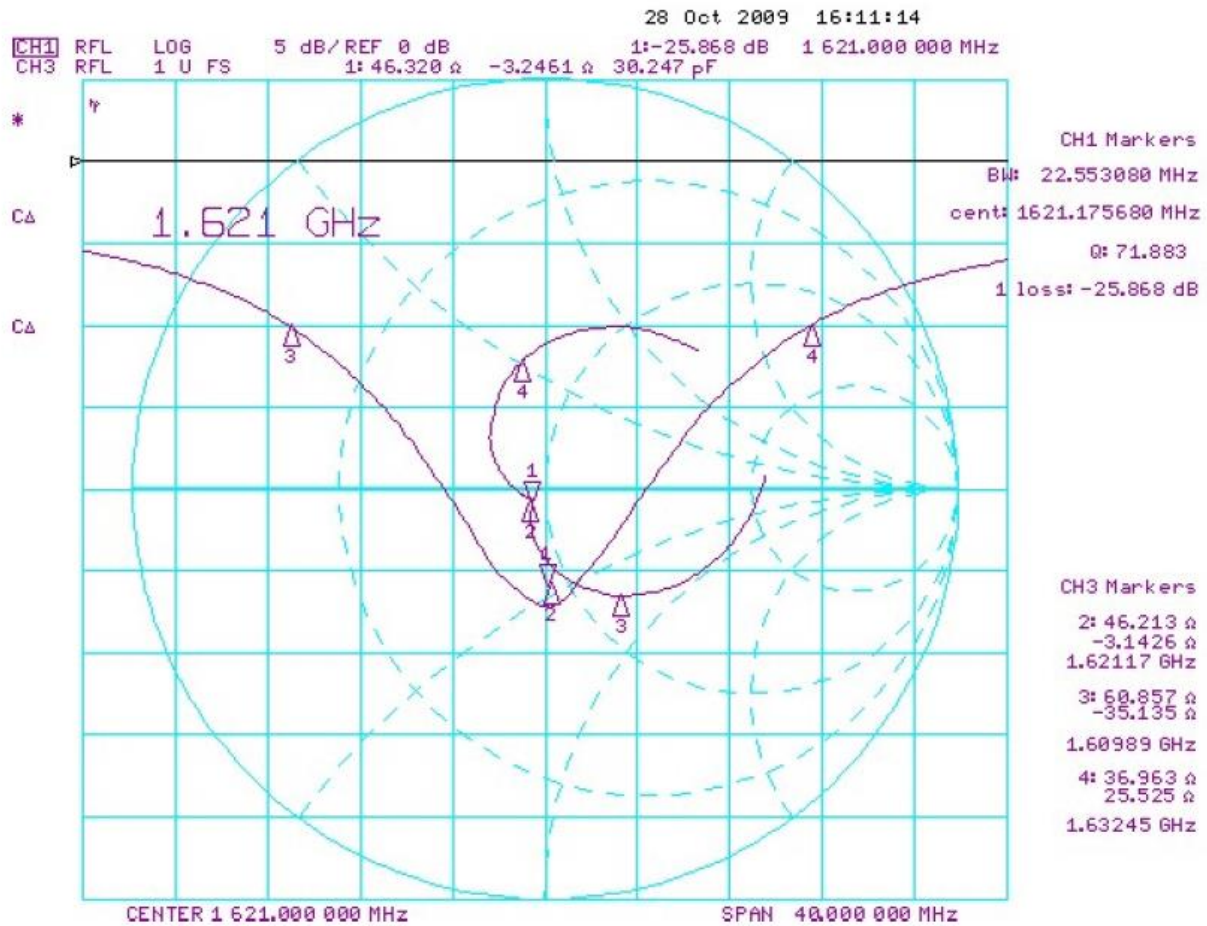 28 Oct 2009 16:11:14
CH1 RFL LOG 5 dB/REF 0 dB 1:-25.868 dB 1 621.000 000 MHz
CH3 RFL 1 U FS 1: 46.320 Ω -3.2461 Ω 30.247 pF
*
CH1 Markers
BW: 22.553080 MHz
CΔ
1.621 GHz
cent: 1621.175680 MHz
Q: 71.883
1 loss: -25.868 dB
CΔ
3
4
4
1
2
1
2
3
CH3 Markers
2: 46.213 Ω
-3.1426 Ω
1.62117 GHz
3: 60.857 Ω
-35.135 Ω
1.60989 GHz
4: 36.963 Ω
25.525 Ω
1.63245 GHz
CENTER 1 621.000 000 MHz SPAN 40.000 000 MHz